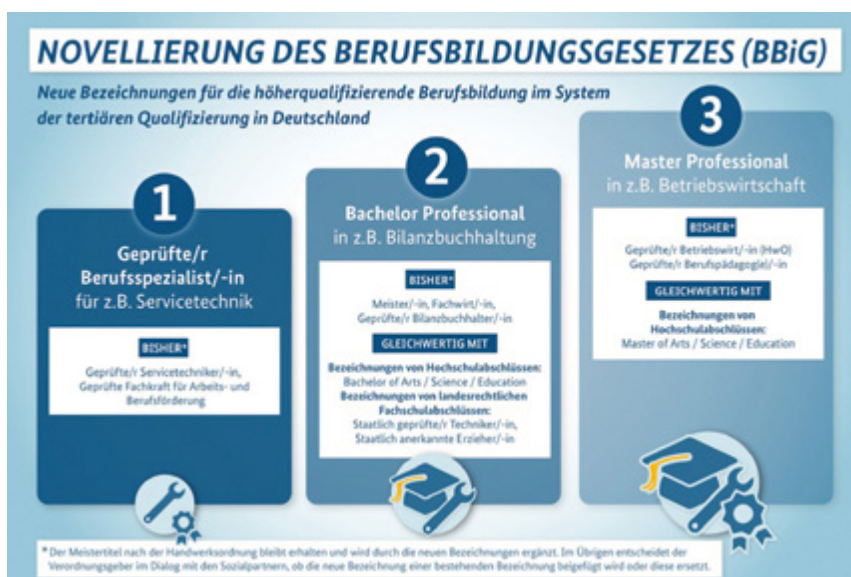 NOVELLIERUNG DES BERUFSBILDUNGSGESETZES (BBiG)
Neue Bezeichnungen für die höherqualifizierende Berufsbildung im System
der tertiären Qualifizierung in Deutschland
1
Geprüfte/r
Berufsspezialist/-in
für z.B. Servicetechnik
BISHER*
Geprüfte/r Servicetechniker/-in,
Geprüfte Fachkraft für Arbeits- und
Berufsförderung
2
Bachelor Professional
in z.B. Bilanzbuchhaltung
BISHER*
Meister/-in, Fachwirt/-in,
Geprüfte/r Bilanzbuchhalter/-in
GLEICHWERTIG MIT
Bezeichnungen von Hochschulabschlüssen:
Bachelor of Arts / Science / Education
Bezeichnungen von landesrechtlichen
Fachschulabschlüssen:
Staatlich geprüfte/r Techniker/-in,
Staatlich anerkannte Erzieher/-in
3
Master Professional
in z.B. Betriebswirtschaft
BISHER*
Geprüfte/r Betriebswirt/-in (HwO)
Geprüfte/r Berufspädagoge/-in
GLEICHWERTIG MIT
Bezeichnungen von
Hochschulabschlüssen:
Master of Arts / Science / Education
* Der Meistertitel nach der Handwerksordnung bleibt erhalten und wird durch die neuen Bezeichnungen ergänzt. Im Übrigen entscheidet der
Verordnungsgeber im Dialog mit den Sozialpartnern, ob die neue Bezeichnung einer bestehenden Bezeichnung beigefügt wird oder diese ersetzt.